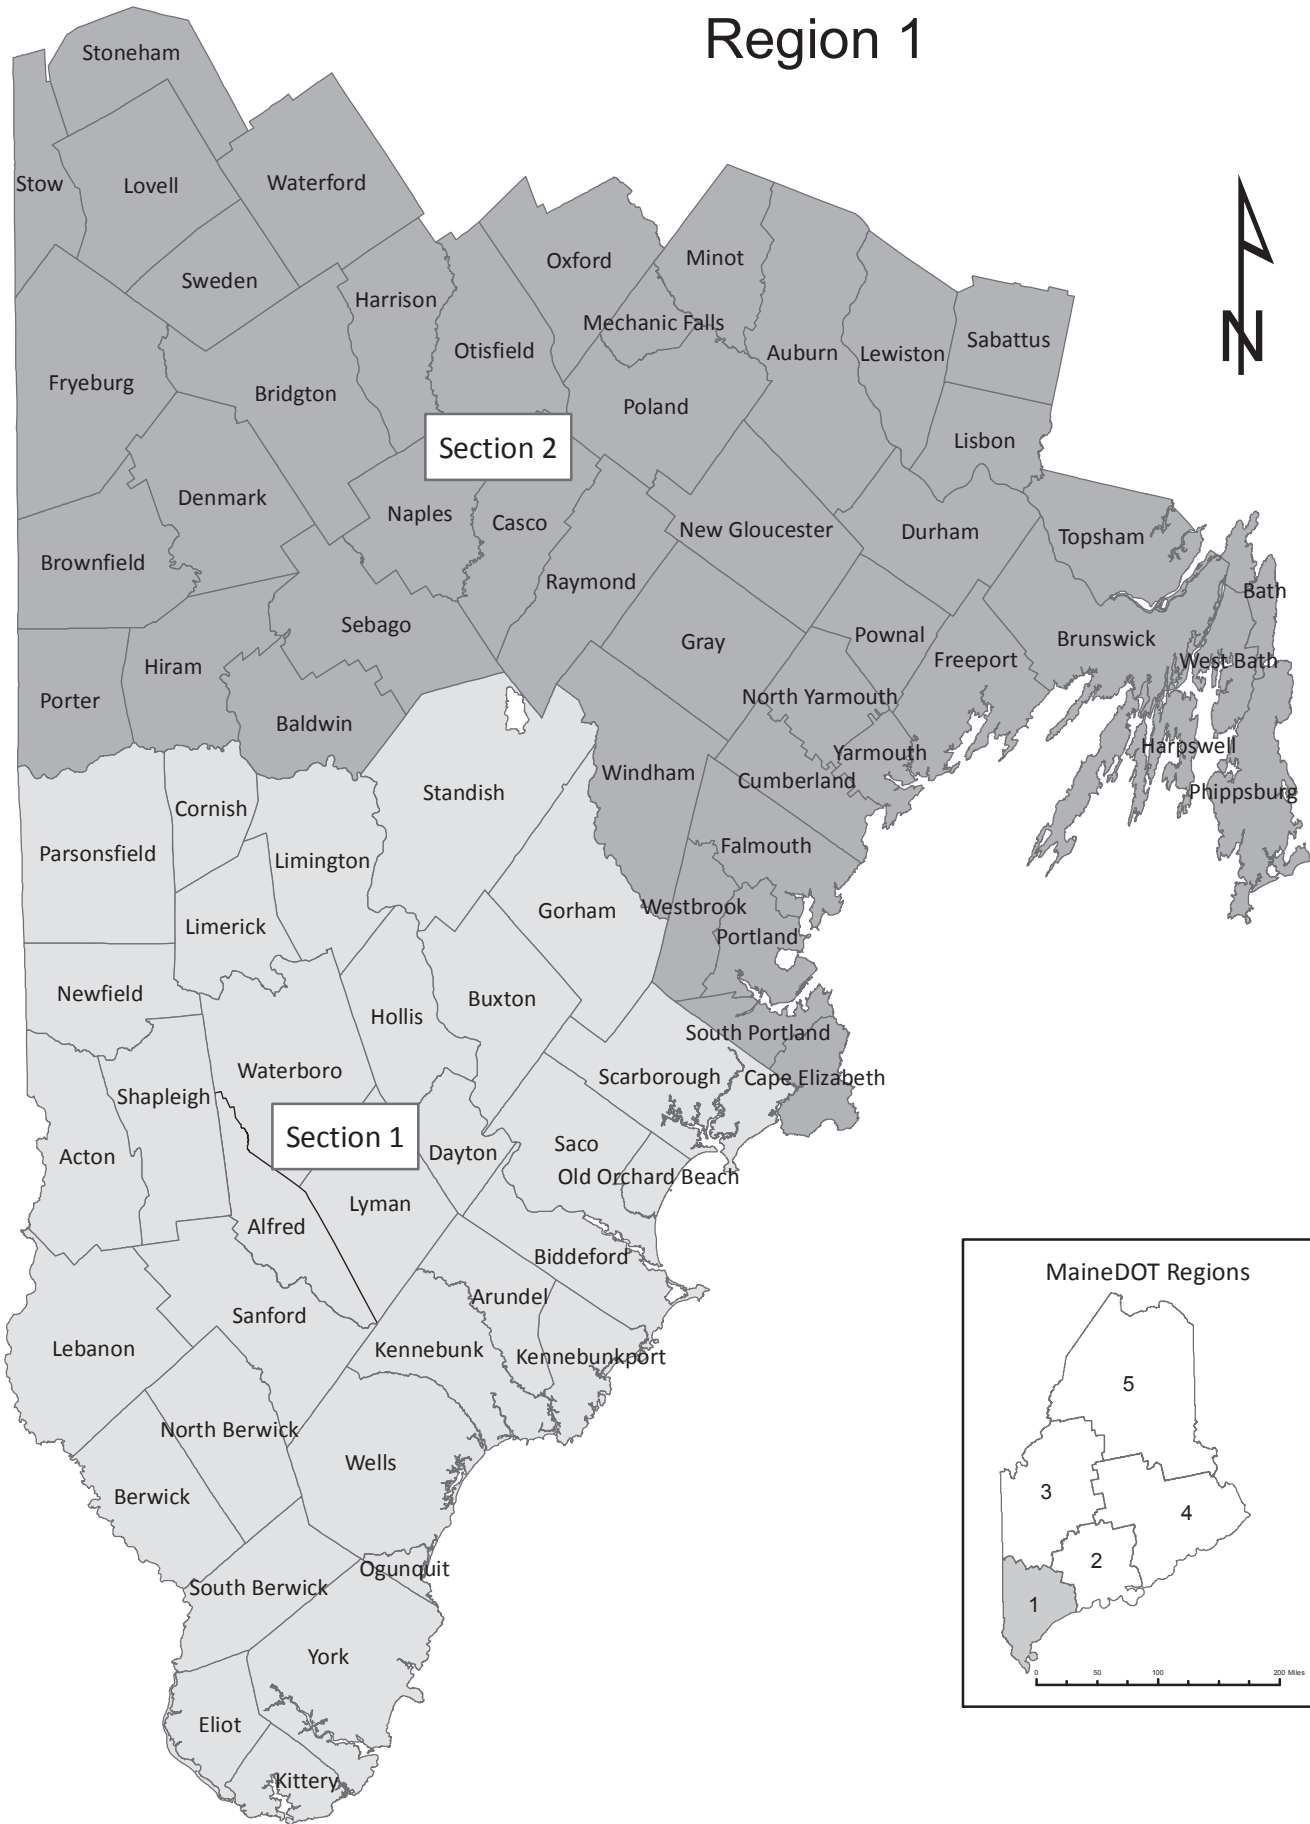 Region 1
Stoneham
Stow
Lovell
Waterford
Sweden
Oxford
Minot
Harrison
Mechanic Falls
Sabattus
Otisfield
Auburn
Lewiston
Fryeburg
Bridgton
Poland
Section 2
Lisbon
Denmark
Naples
Casco
New Gloucester
Durham
Topsham
Brownfield
Raymond
Bath
Sebago
Gray
Pownal
Brunswick
Hiram
Freeport
West Bath
Porter
North Yarmouth
Baldwin
Harpswell
Yarmouth
Windham
Cumberland
Phippsburg
Standish
Cornish
Parsonsfield
Limington
Falmouth
Gorham
Westbrook
Limerick
Portland
Newfield
Buxton
Hollis
South Portland
Waterboro
Scarborough
Cape Elizabeth
Shapleigh
Section 1
Saco
Dayton
Acton
Old Orchard Beach
Lyman
Alfred
Biddeford
Arundel
Sanford
Lebanon
Kennebunk
Kennebunkport
North Berwick
Wells
Berwick
Ogunquit
South Berwick
York
Eliot
Kittery
N
MaineDOT Regions
5
3
4
2
1
0 50 100 200 Miles